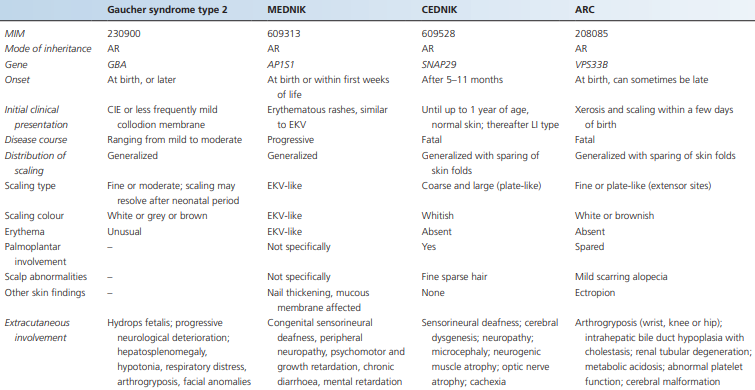 Gaucher syndrome type 2 MEDNIK CEDNIK ARC
MIM 230900 609313 609528 208085
Mode of inheritance AR AR AR AR
Gene GBA AP1S1 SNAP29 VPS33B
Onset At birth, or later At birth or within first weeks After 5–11 months At birth, can sometimes be late
of life
Initial clinical CIE or less frequently mild Erythematous rashes, similar Until up to 1 year of age, Xerosis and scaling within a few days
presentation collodion membrane to EKV normal skin; thereafter LI type of birth
Disease course Ranging from mild to moderate Progressive Fatal Fatal
Distribution of Generalized Generalized Generalized with sparing of Generalized with sparing of skin folds
scaling skin folds
Scaling type Fine or moderate; scaling may EKV-like Coarse and large (plate-like) Fine or plate-like (extensor sites)
resolve after neonatal period
Scaling colour White or grey or brown EKV-like Whitish White or brownish
Erythema Unusual EKV-like Absent Absent
Palmoplantar – Not specifically Yes Spared
involvement
Scalp abnormalities – Not specifically Fine sparse hair Mild scarring alopecia
Other skin findings – Nail thickening, mucous None Ectropion
membrane affected
Extracutaneous Hydrops fetalis; progressive Congenital sensorineural Sensorineural deafness; cerebral Arthrogryposis (wrist, knee or hip);
involvement neurological deterioration; deafness, peripheral dysgenesis; neuropathy; intrahepatic bile duct hypoplasia with
hepatosplenomegaly, neuropathy, psychomotor and microcephaly; neurogenic cholestasis; renal tubular degeneration;
hypotonia, respiratory distress, growth retardation, chronic muscle atrophy; optic nerve metabolic acidosis; abnormal platelet
arthrogryposis, facial anomalies diarrhoea, mental retardation atrophy; cachexia function; cerebral malformation